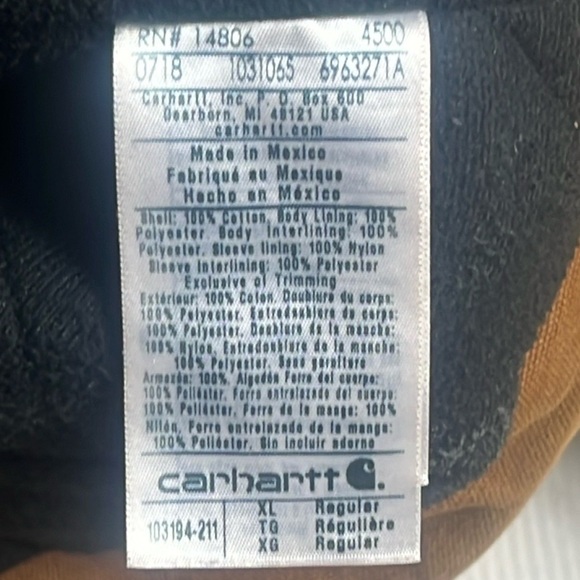 RN# 14806 4500
0718 1031065 6963271A
Carhartt, Inc. P. O. Box 600
Dearborn, MI 48121 USA
carhartt.com
Made in Mexico
Fabriqué au Mexique
Hecho en México
Shell: 100% Cotton, Body Lining: 100%
Polyester Body Interlining: 100%
Polyester, Sleeve lining: 100% Nylon
Sleeve Interlining: 100% Polyester
Exclusive of Trimming
Extérieur: 100% Coton, Doublure du corps:
100% Polyester, Entredoublure du corps:
100% Polyester, Doublure de la manche:
100% Nylon, Entredoublure de la manche:
100% Polyester, Sans garniture
Armazón: 100%, Algodón Forro del cuerpo:
100% Poliéster, Forro entrelazado del cuerpo
100% Poliéster, Forro de la manga: 100%
Nilón, Forro entrelazado de la manga:
100% Poliéster, Sin incluir adorno
carhartt
103194-211 XL Regular
TG Régulière
XG Regular